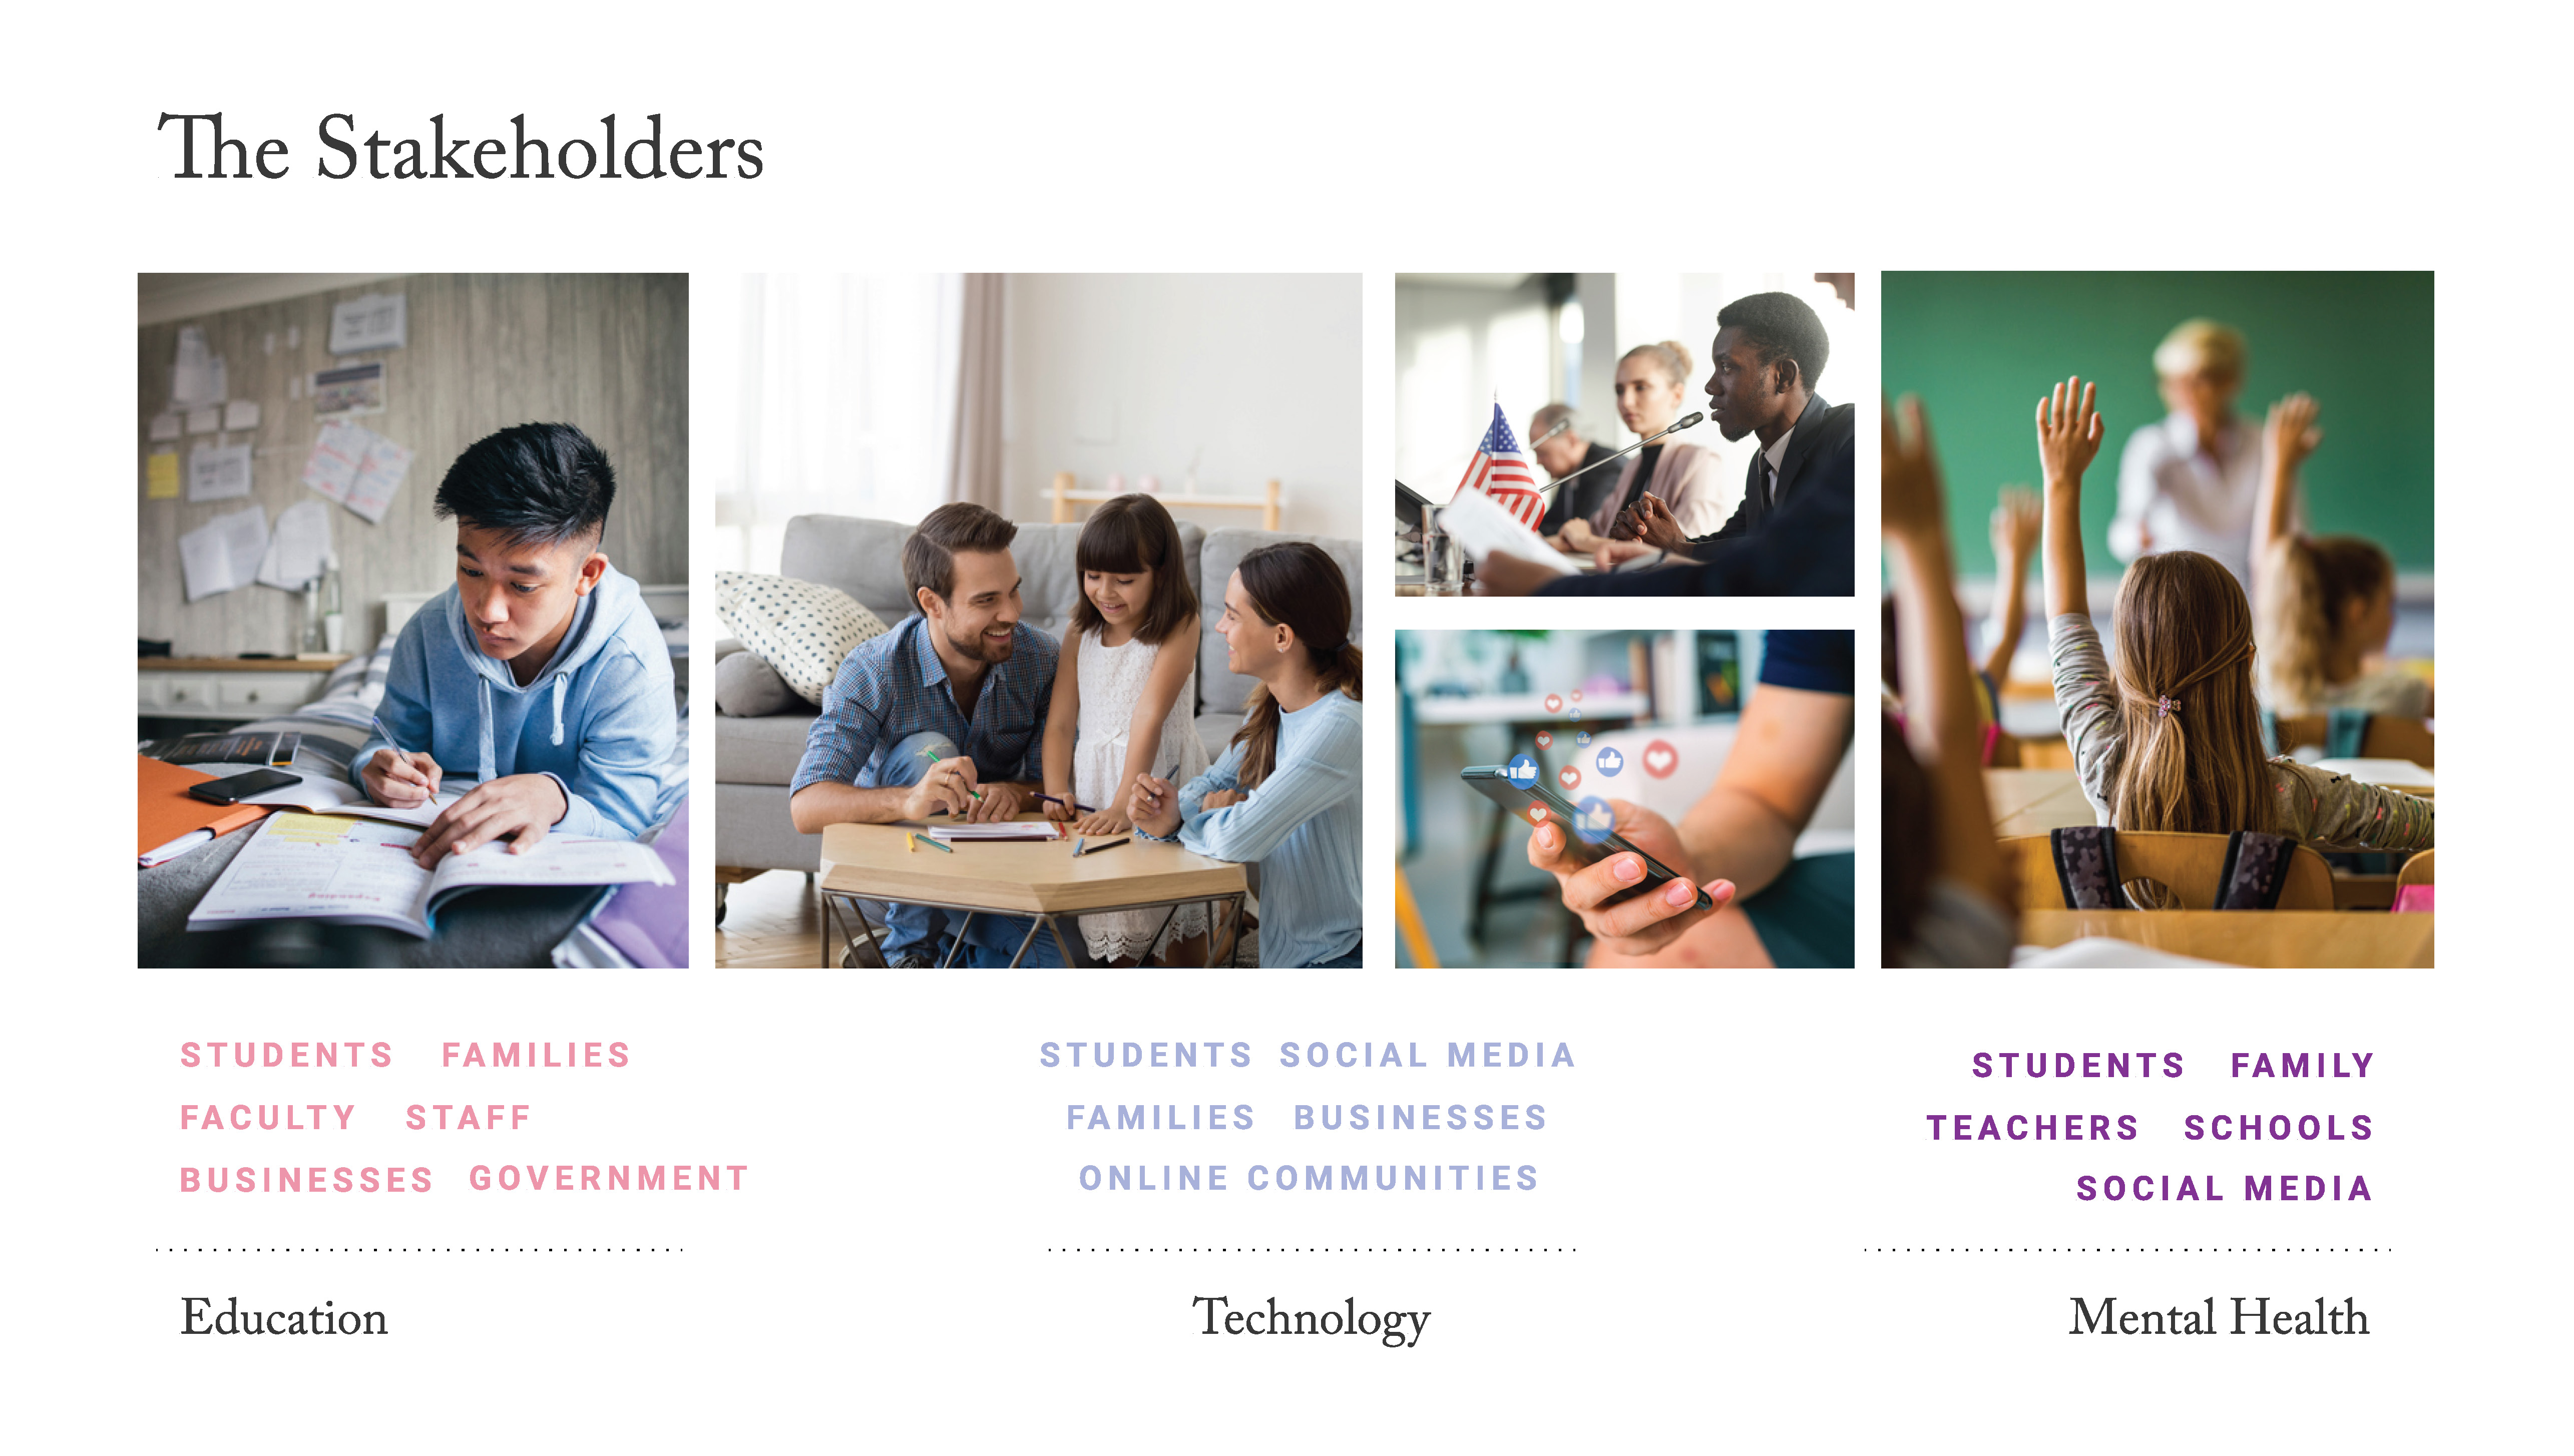 The Stakeholders
STUDENTS FAMILIES
FACULTY STAFF
BUSINESSES GOVERNMENT
Education
STUDENTS SOCIAL MEDIA
FAMILIES BUSINESSES
ONLINE COMMUNITIES
Technology
STUDENTS FAMILY
TEACHERS SCHOOLS
SOCIAL MEDIA
Mental Health